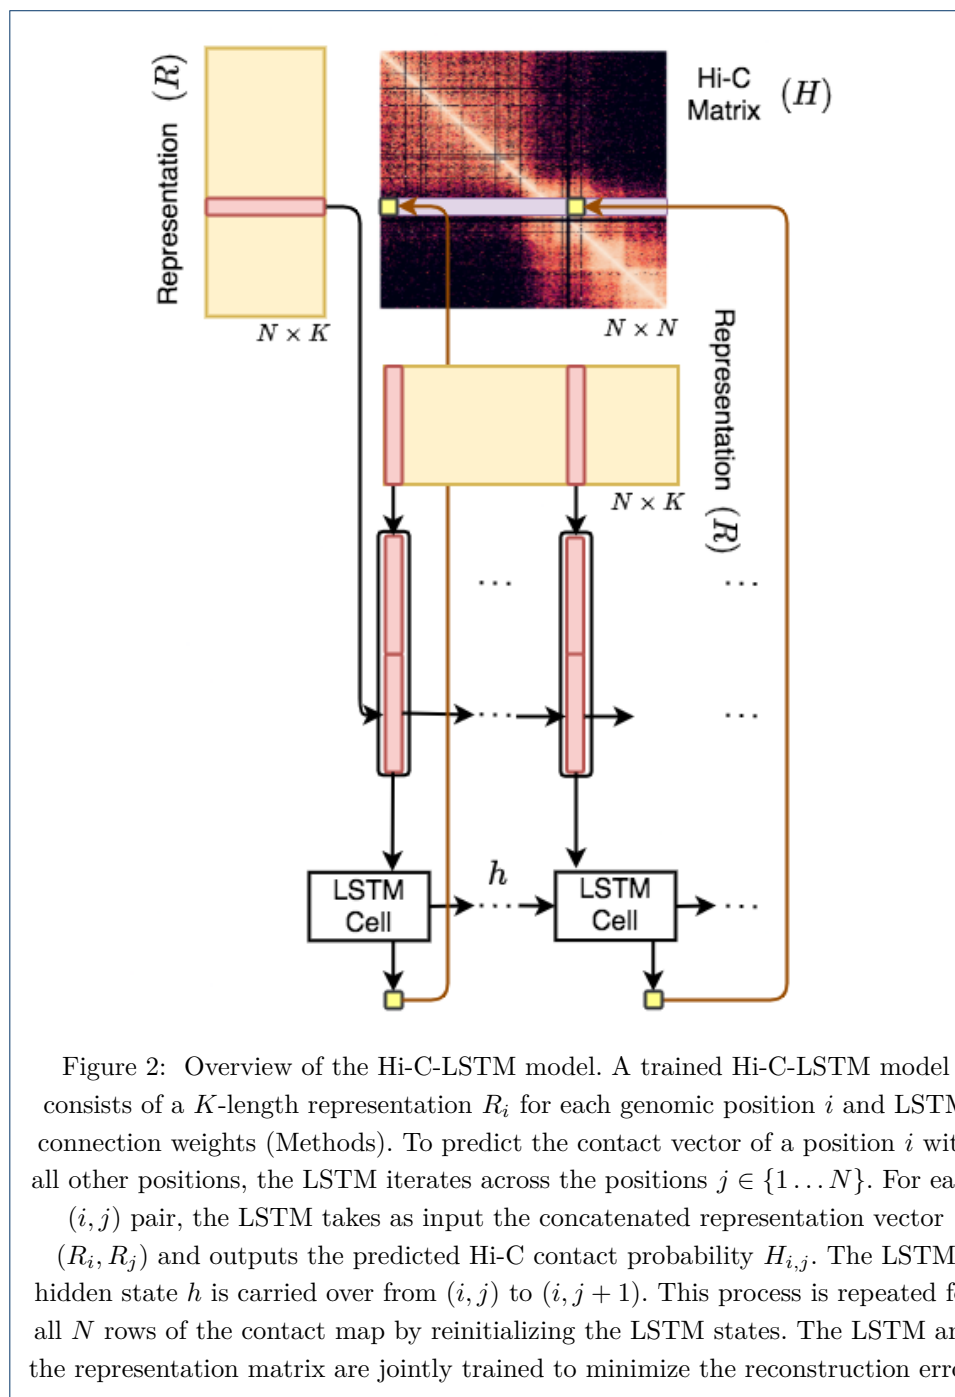 Representation (R)
Hi-C
Matrix (H)
N × K
N × N
Representation (R)
N × K
...
...
...
...
h
LSTM
Cell
...
LSTM
Cell
...
Figure 2: Overview of the Hi-C-LSTM model. A trained Hi-C-LSTM model
consists of a K-length representation R_i for each genomic position i and LSTM
connection weights (Methods). To predict the contact vector of a position i wit
all other positions, the LSTM iterates across the positions j ∈ {1 … N}. For ea
(i, j) pair, the LSTM takes as input the concatenated representation vector
(R_i, R_j) and outputs the predicted Hi-C contact probability H_{i,j}. The LSTM
hidden state h is carried over from (i, j) to (i, j + 1). This process is repeated f
all N rows of the contact map by reinitializing the LSTM states. The LSTM an
the representation matrix are jointly trained to minimize the reconstruction erro